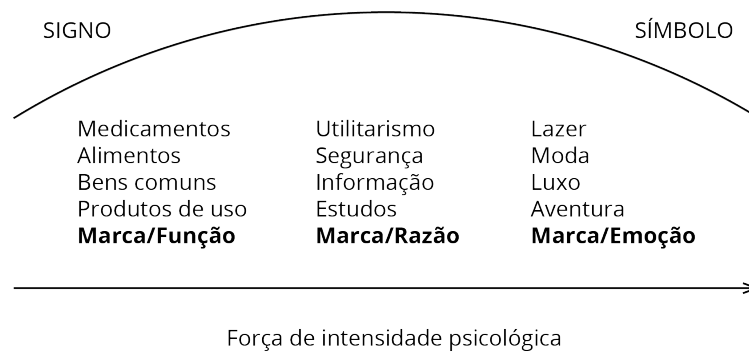 SIGNO
SÍMBOLO
Medicamentos
Alimentos
Bens comuns
Produtos de uso
Marca/Função
Utilitarismo
Segurança
Informação
Estudos
Marca/Razão
Lazer
Moda
Luxo
Aventura
Marca/Emoção
Força de intensidade psicológica